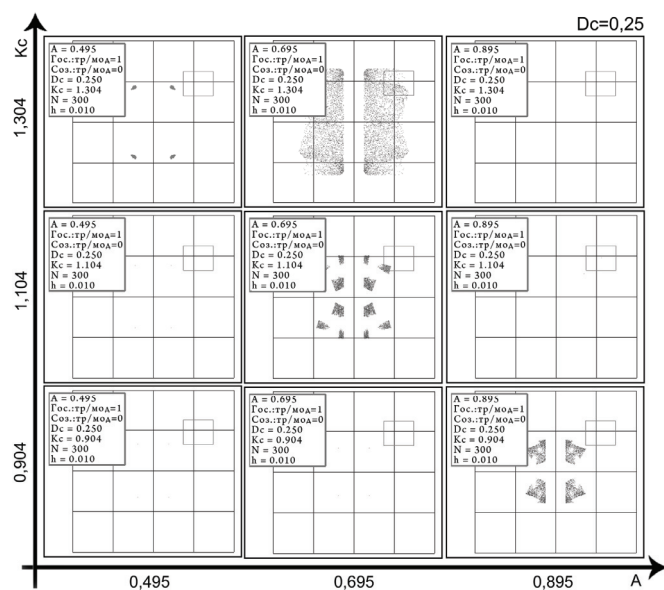 Dc=0,25
Kc
1,304
A = 0.495
Гос.:тр/мод=1
Соз.:тр/мод=0
Dc = 0.250
Kc = 1.304
N = 300
h = 0.010
A = 0.695
Гос.:тр/мод=1
Соз.:тр/мод=0
Dc = 0.250
Kc = 1.304
N = 300
h = 0.010
A = 0.895
Гос.:тр/мод=1
Соз.:тр/мод=0
Dc = 0.250
Kc = 1.304
N = 300
h = 0.010
1,104
A = 0.495
Гос.:тр/мод=1
Соз.:тр/мод=0
Dc = 0.250
Kc = 1.104
N = 300
h = 0.010
A = 0.695
Гос.:тр/мод=1
Соз.:тр/мод=0
Dc = 0.250
Kc = 1.104
N = 300
h = 0.010
A = 0.895
Гос.:тр/мод=1
Соз.:тр/мод=0
Dc = 0.250
Kc = 1.104
N = 300
h = 0.010
0,904
A = 0.495
Гос.:тр/мод=1
Соз.:тр/мод=0
Dc = 0.250
Kc = 0.904
N = 300
h = 0.010
A = 0.695
Гос.:тр/мод=1
Соз.:тр/мод=0
Dc = 0.250
Kc = 0.904
N = 300
h = 0.010
A = 0.895
Гос.:тр/мод=1
Соз.:тр/мод=0
Dc = 0.250
Kc = 0.904
N = 300
h = 0.010
0,495
0,695
0,895
A